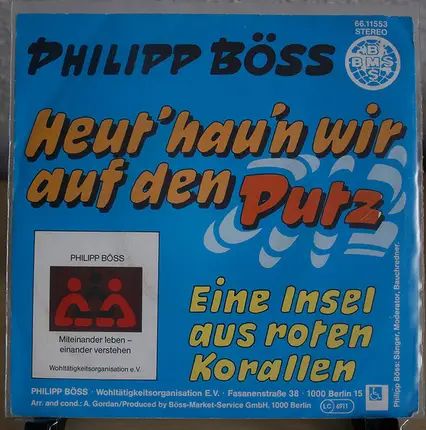 PHILIPP BÖSS
66.11553
STEREO
B
BMS
S
Heut' hau'n wir
auf den Putz
PHILIPP BÖSS
Miteinander leben –
einander verstehen
Wohltätigkeitsorganisation e.V.
Eine Insel
aus roten
Korallen
Philipp Böss: Sänger, Moderator, Bauchredner.
PHILIPP BÖSS · Wohltätigkeitsorganisation E.V. · Fasanenstraße 38 · 1000 Berlin 15
Arr. and cond.: A. Gordan/Produced by Böss-Market-Service GmbH, 1000 Berlin
LC 6911